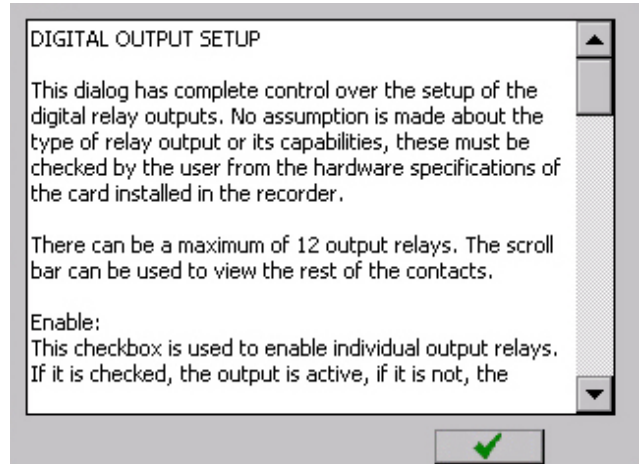 DIGITAL OUTPUT SETUP
This dialog has complete control over the setup of the
digital relay outputs. No assumption is made about the
type of relay output or its capabilities, these must be
checked by the user from the hardware specifications of
the card installed in the recorder.
There can be a maximum of 12 output relays. The scroll
bar can be used to view the rest of the contacts.
Enable:
This checkbox is used to enable individual output relays.
If it is checked, the output is active, if it is not, the